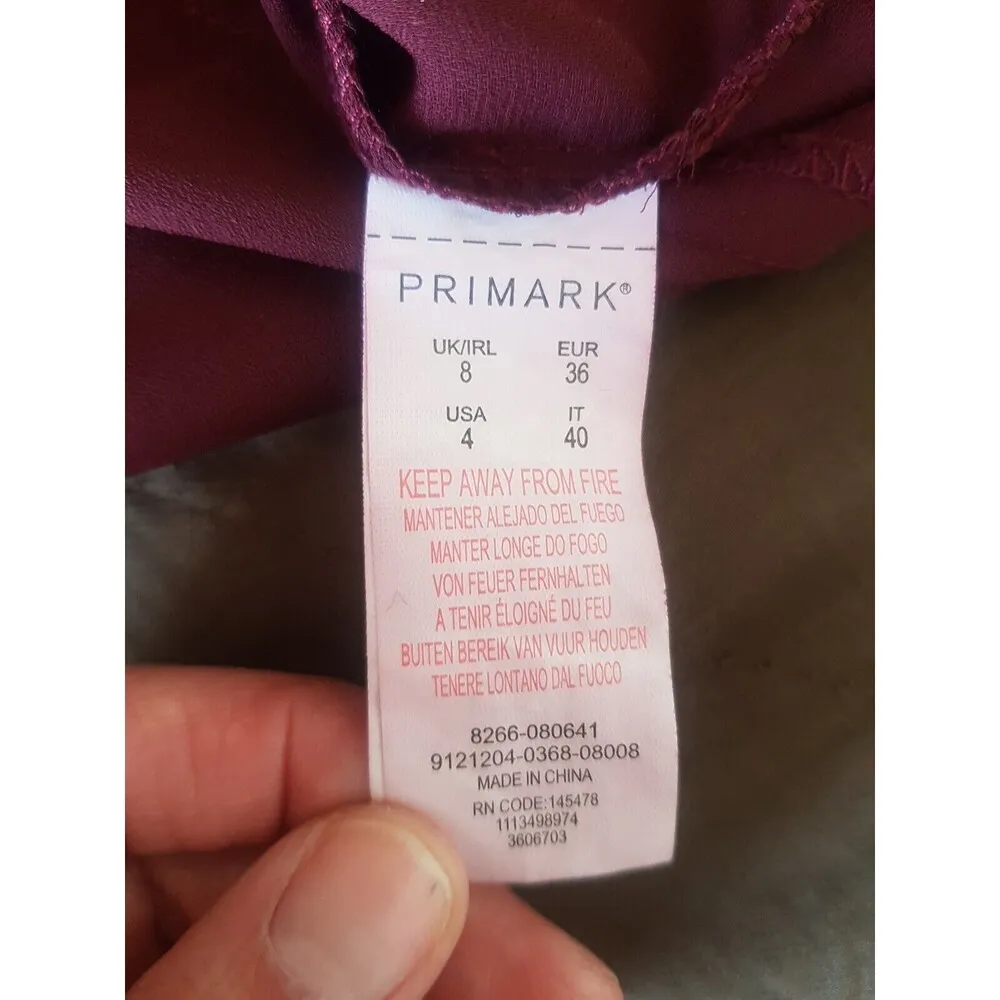 PRIMARK®
UK/IRL EUR
8 36
USA IT
4 40
KEEP AWAY FROM FIRE
MANTENER ALEJADO DEL FUEGO
MANTER LONGE DO FOGO
VON FEUER FERNHALTEN
A TENIR ÉLOIGNÉ DU FEU
BUITEN BEREIK VAN VUUR HOUDEN
TENERE LONTANO DAL FUOCO
8266-080641
9121204-0368-08008
MADE IN CHINA
RN CODE:145478
1113498974
3606703